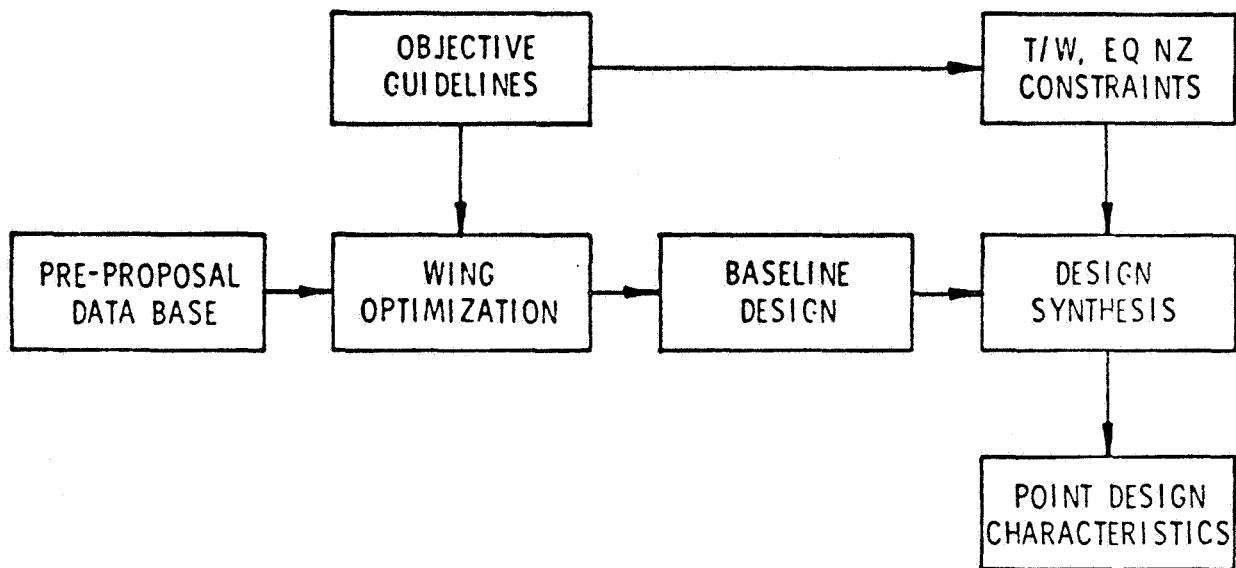 OBJECTIVE
GUIDELINES
T/W, EQ NZ
CONSTRAINTS
PRE-PROPOSAL
DATA BASE
WING
OPTIMIZATION
BASELINE
DESIGN
DESIGN
SYNTHESIS
POINT DESIGN
CHARACTERISTICS